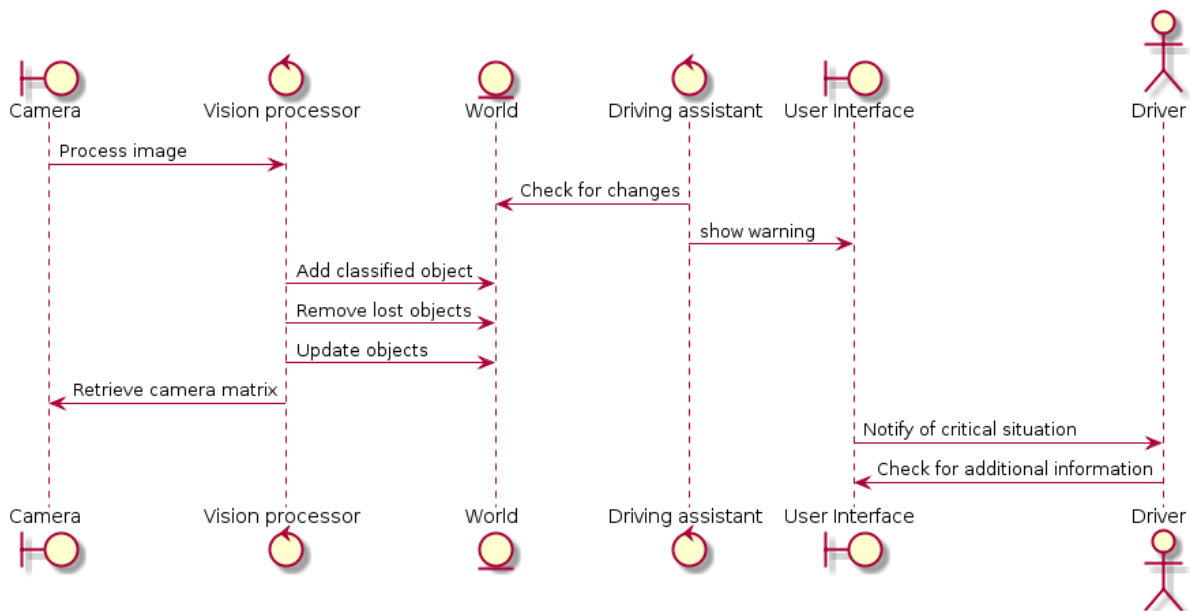 Camera
Vision processor
World
Driving assistant
User Interface
Driver
Process image
Check for changes
show warning
Add classified object
Remove lost objects
Update objects
Retrieve camera matrix
Notify of critical situation
Check for additional information
Camera
Vision processor
World
Driving assistant
User Interface
Driver